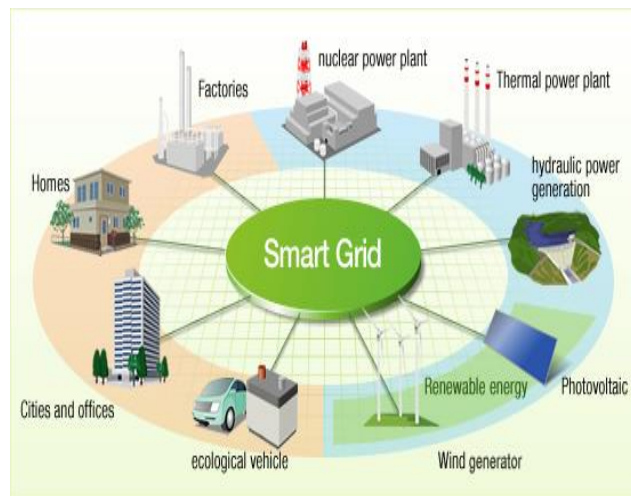 nuclear power plant
Factories
Thermal power plant
Homes
hydraulic power
generation
Smart Grid
Renewable energy
Photovoltaic
Cities and offices
ecological vehicle
Wind generator